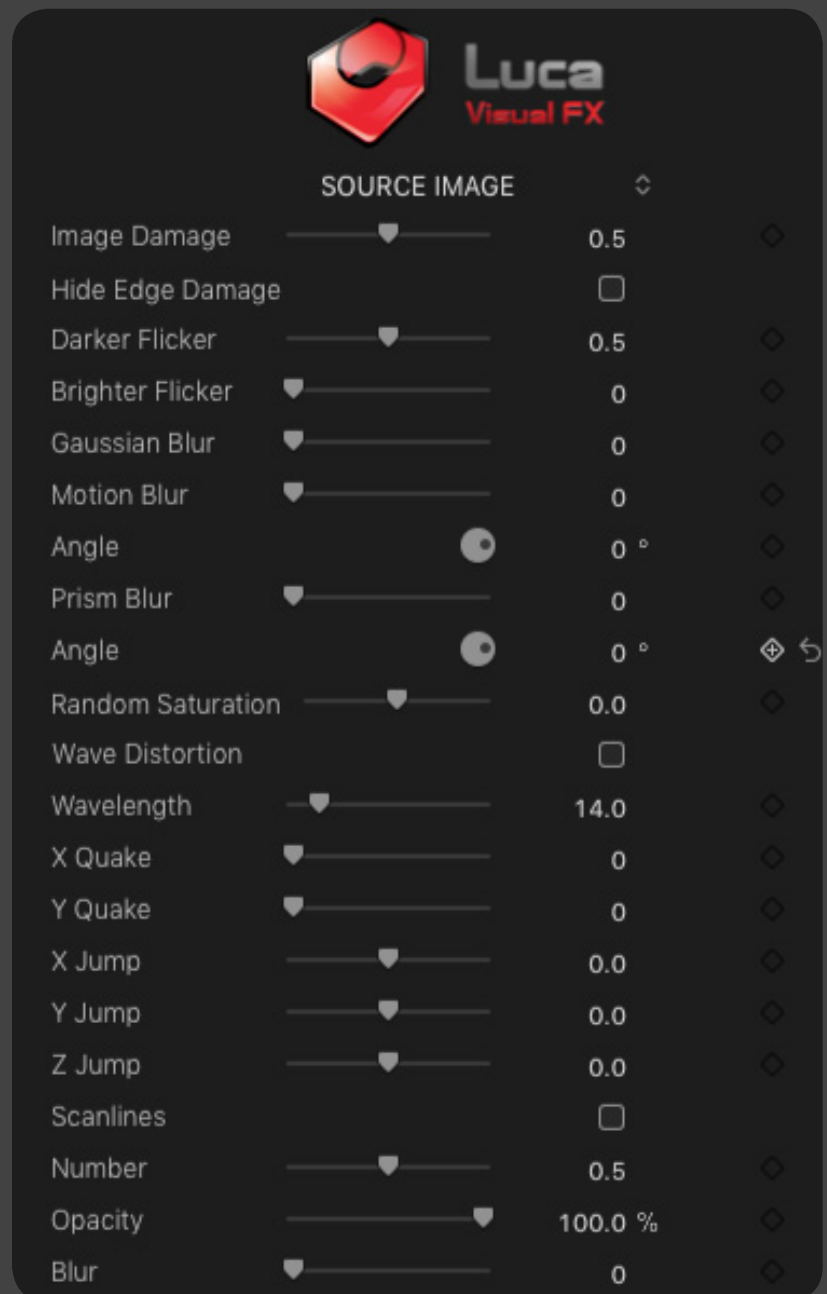 Luca
Visual FX
SOURCE IMAGE
Image Damage 0.5
Hide Edge Damage
Darker Flicker 0.5
Brighter Flicker 0
Gaussian Blur 0
Motion Blur 0
Angle 0 °
Prism Blur 0
Angle 0 °
Random Saturation 0.0
Wave Distortion
Wavelength 14.0
X Quake 0
Y Quake 0
X Jump 0.0
Y Jump 0.0
Z Jump 0.0
Scanlines
Number 0.5
Opacity 100.0 %
Blur 0